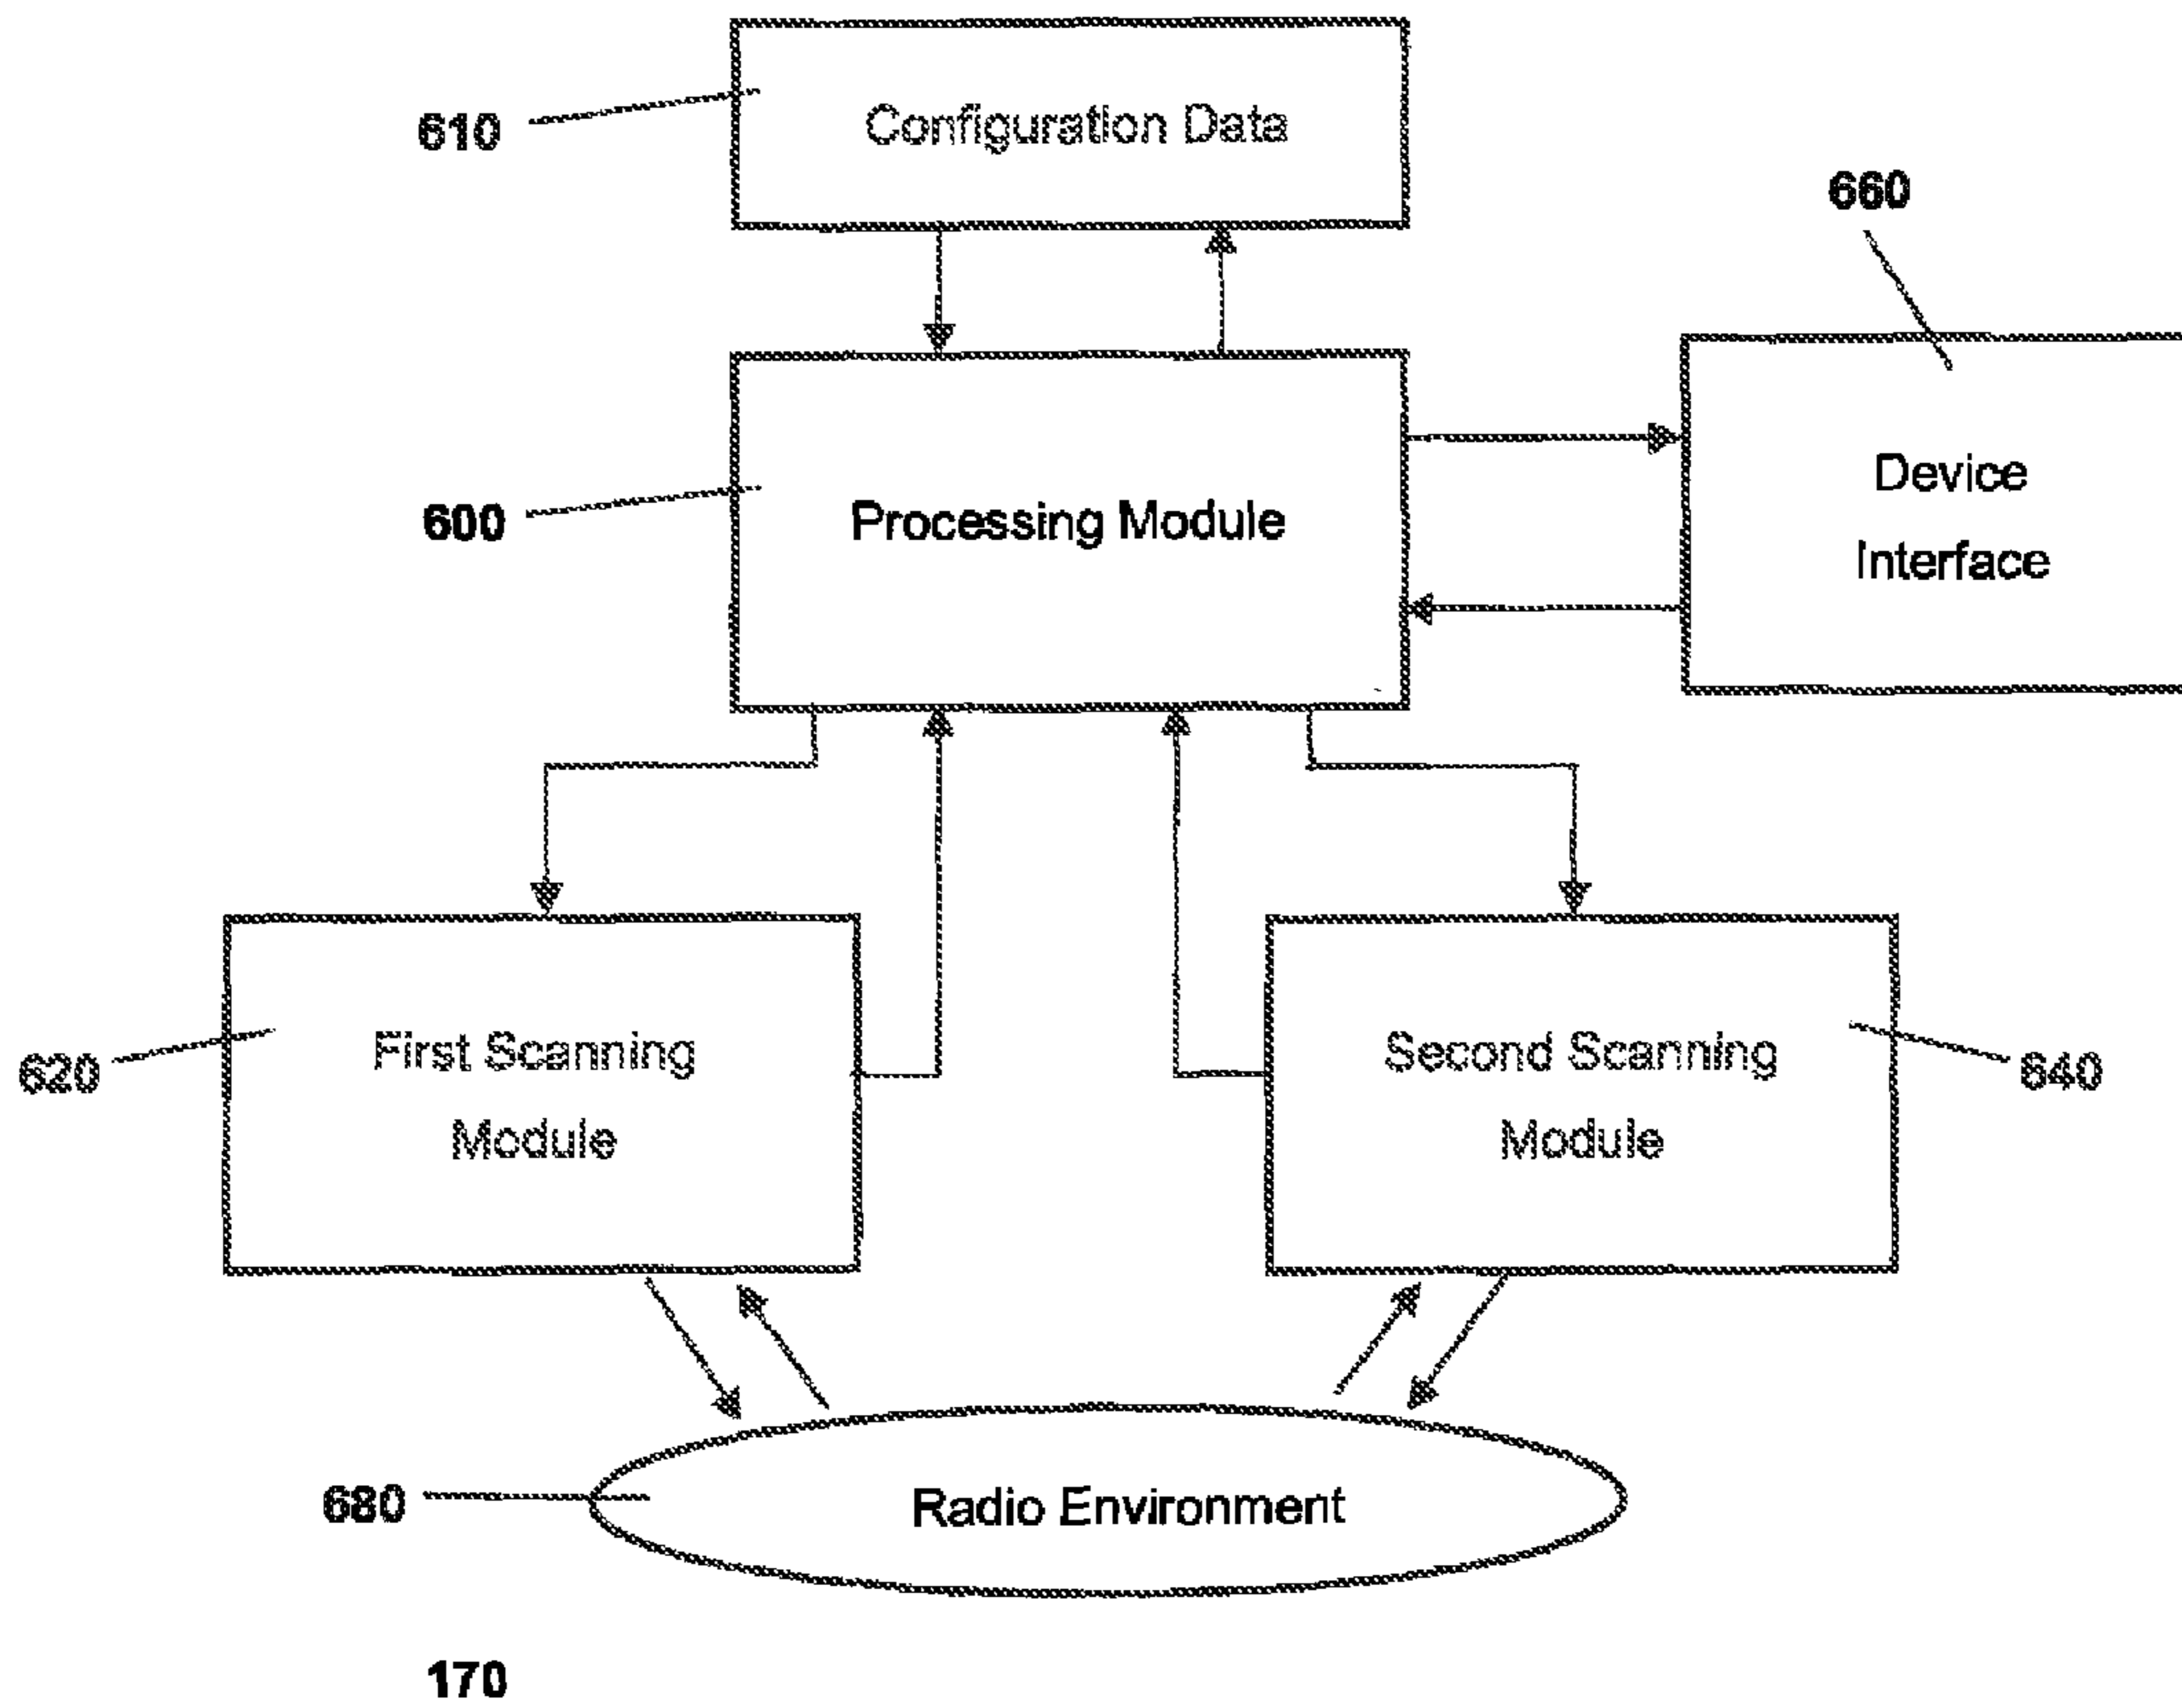 610
Configuration Data
660
600
Processing Module
Device
Interface
620
First Scanning
Module
Second Scanning
Module
640
680
Radio Environment
170